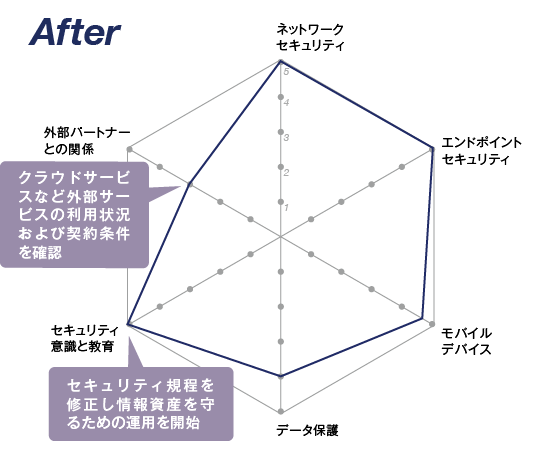 After
ネットワーク
セキュリティ
5
4
3
2
1
外部パートナー
との関係
エンドポイント
セキュリティ
クラウドサービ
スなど外部サー
ビスの利用状況
および契約条件
を確認
セキュリティ
意識と教育
モバイル
デバイス
セキュリティ規程を
修正し情報資産を守
るための運用を開始
データ保護